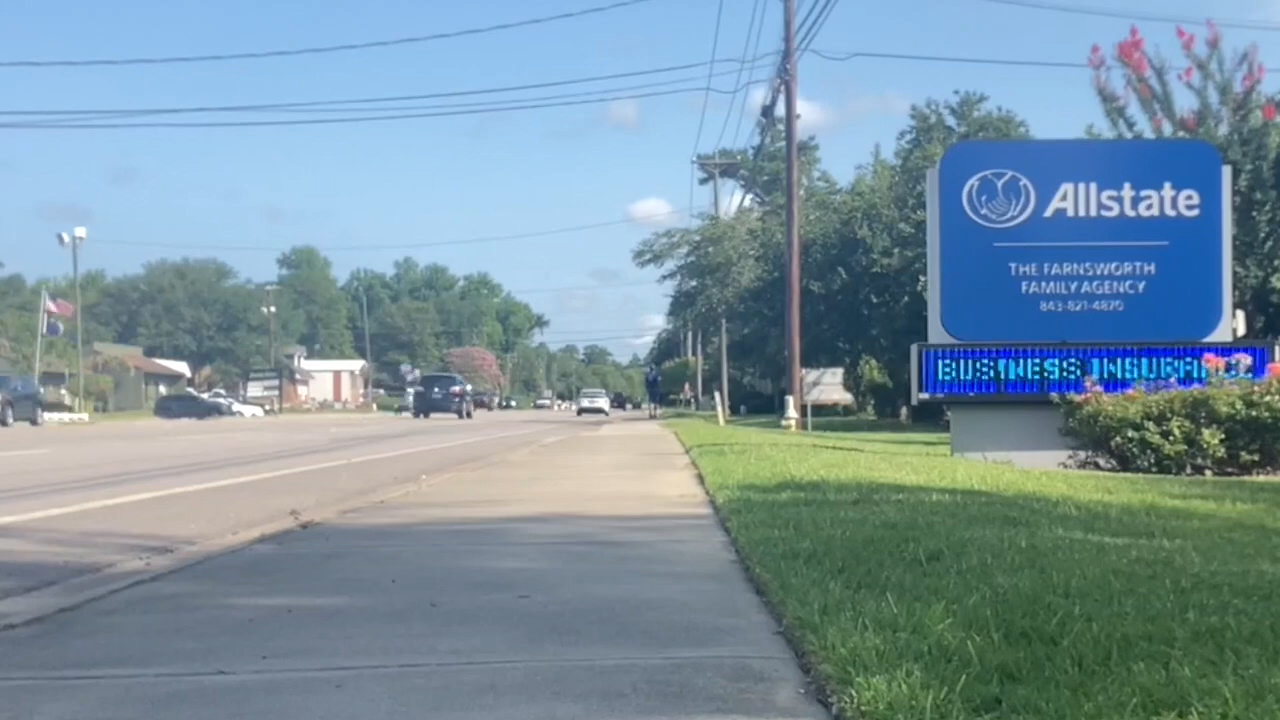 Allstate
THE FARNSWORTH
FAMILY AGENCY
843-821-4870
BUSINESS